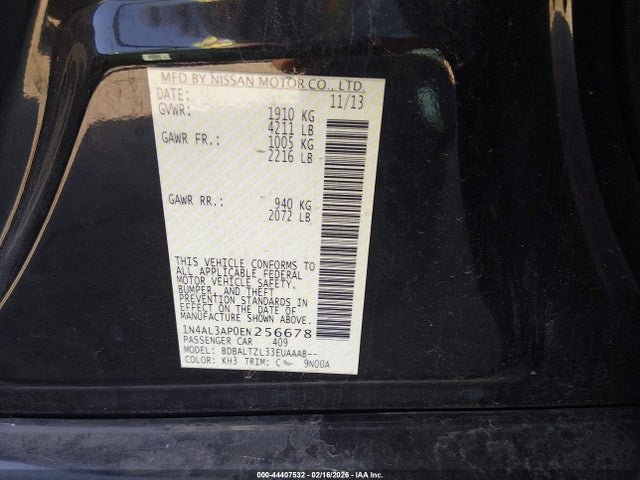 MFD BY NISSAN MOTOR CO., LTD.
DATE: 11/13
GVWR: 1910 KG
4211 LB
GAWR FR.: 1005 KG
2216 LB
GAWR RR.: 940 KG
2072 LB
THIS VEHICLE CONFORMS TO
ALL APPLICABLE FEDERAL
MOTOR VEHICLE SAFETY,
BUMPER, AND THEFT
PREVENTION STANDARDS IN
EFFECT ON THE DATE OF
MANUFACTURE SHOWN ABOVE.
1N4AL3AP0EN256678
PASSENGER CAR 409
MODEL: BDBALTZL33EUAAAB--
COLOR: KH3 TRIM: C 9N00A
000-44407532 - 02/16/2026 - IAA Inc.